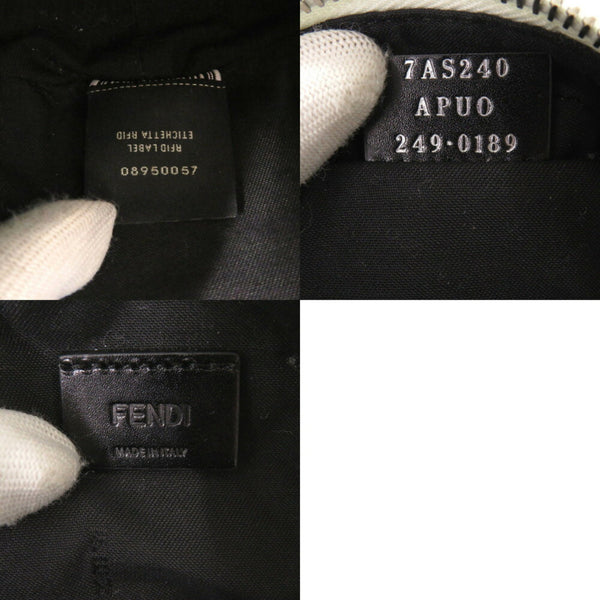 ETICHETTA RFID
RFID LABEL
08950057
7AS240
APUO
249·0189
FENDI
MADE IN ITALY